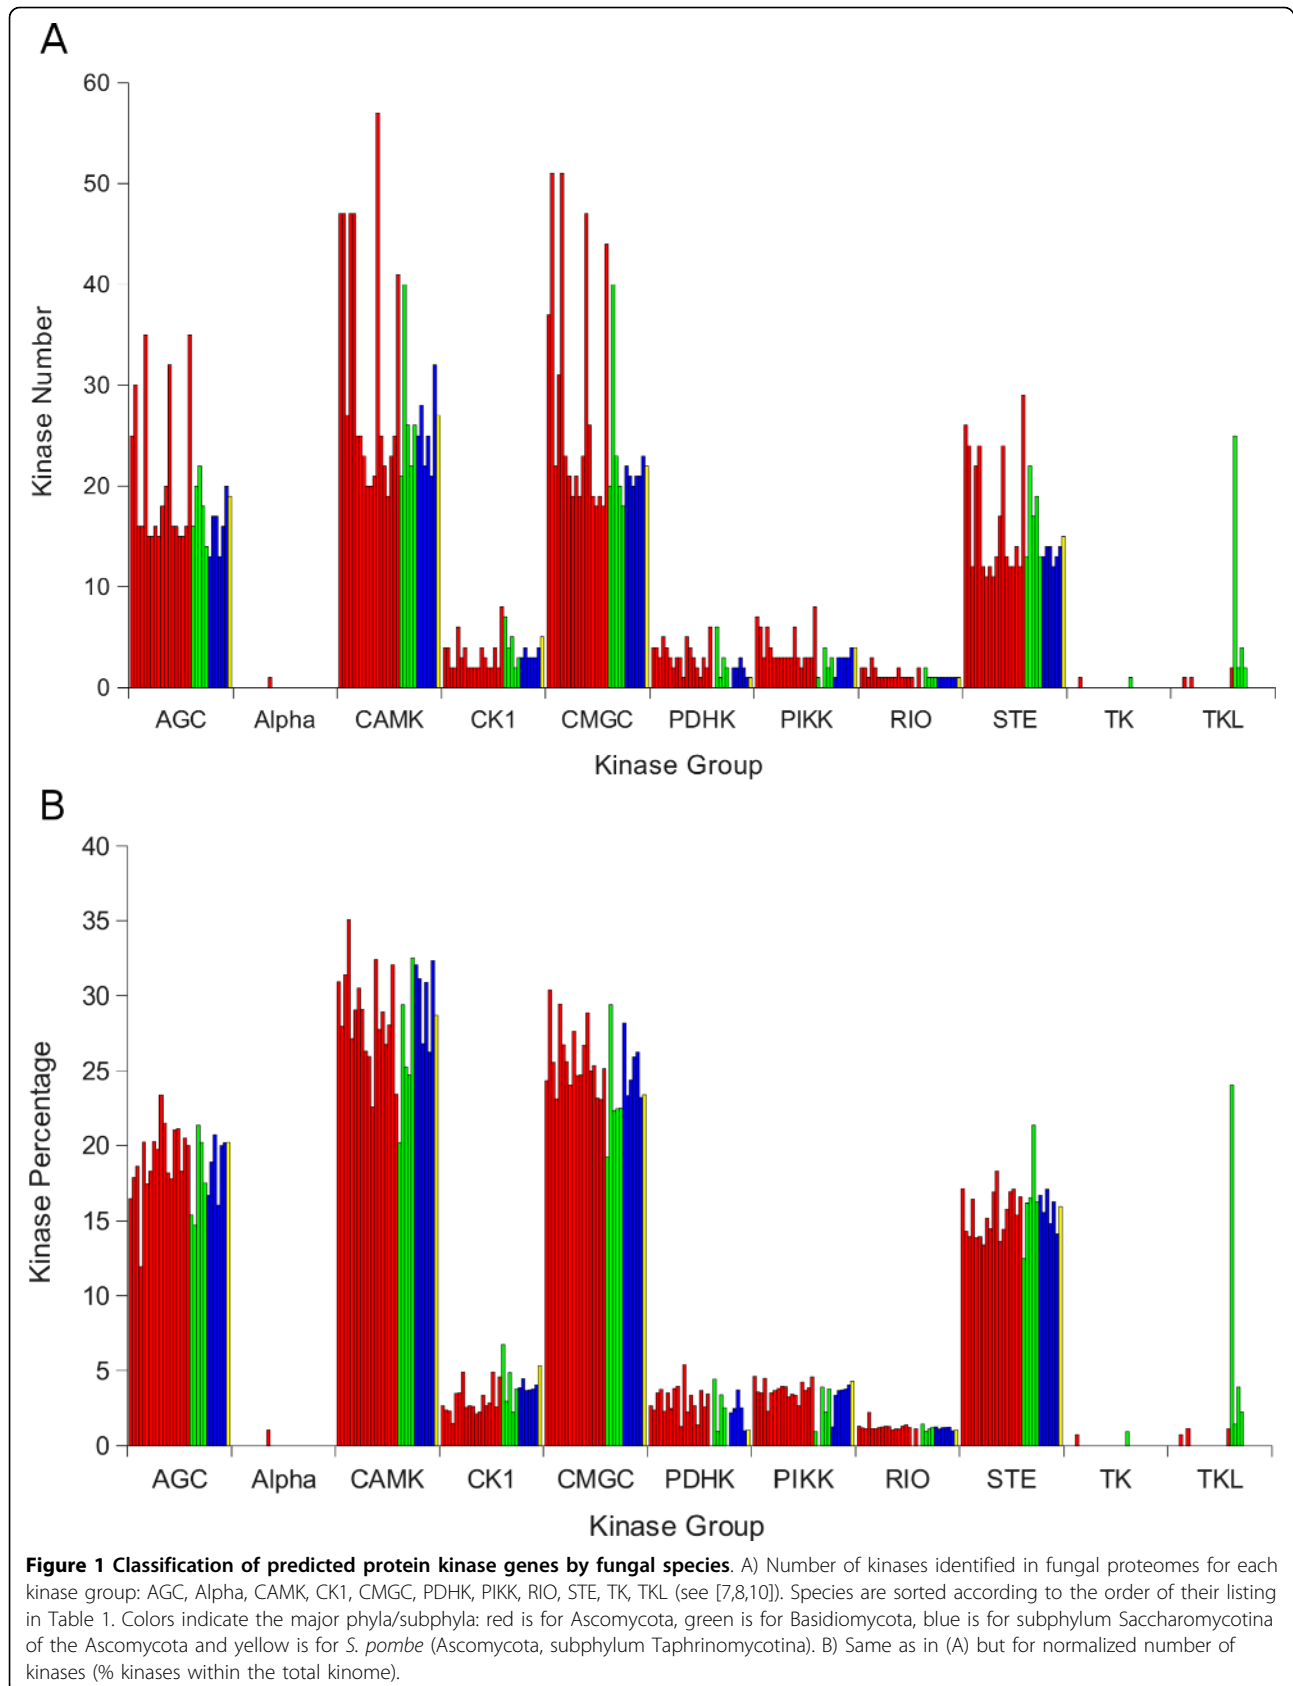 A
60
50
40
30
20
10
0
Kinase Number
AGC Alpha CAMK CK1 CMGC PDHK PIKK RIO STE TK TKL
Kinase Group
B
40
35
30
25
20
15
10
5
0
Kinase Percentage
AGC Alpha CAMK CK1 CMGC PDHK PIKK RIO STE TK TKL
Kinase Group
Figure 1 Classification of predicted protein kinase genes by fungal species. A) Number of kinases identified in fungal proteomes for each
kinase group: AGC, Alpha, CAMK, CK1, CMGC, PDHK, PIKK, RIO, STE, TK, TKL (see [7,8,10]). Species are sorted according to the order of their listing
in Table 1. Colors indicate the major phyla/subphyla: red is for Ascomycota, green is for Basidiomycota, blue is for subphylum Saccharomycotina
of the Ascomycota and yellow is for S. pombe (Ascomycota, subphylum Taphrinomycotina). B) Same as in (A) but for normalized number of
kinases (% kinases within the total kinome).